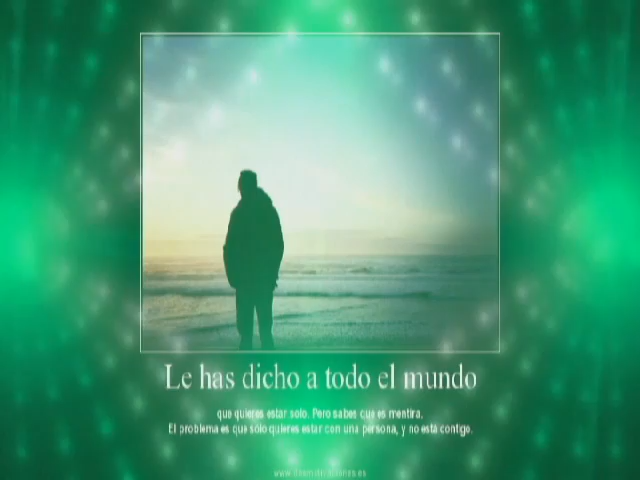 Le has dicho a todo el mundo
que quieres estar solo. Pero sabes que es mentira.
El problema es que sólo quieres estar con una persona, y no está contigo.